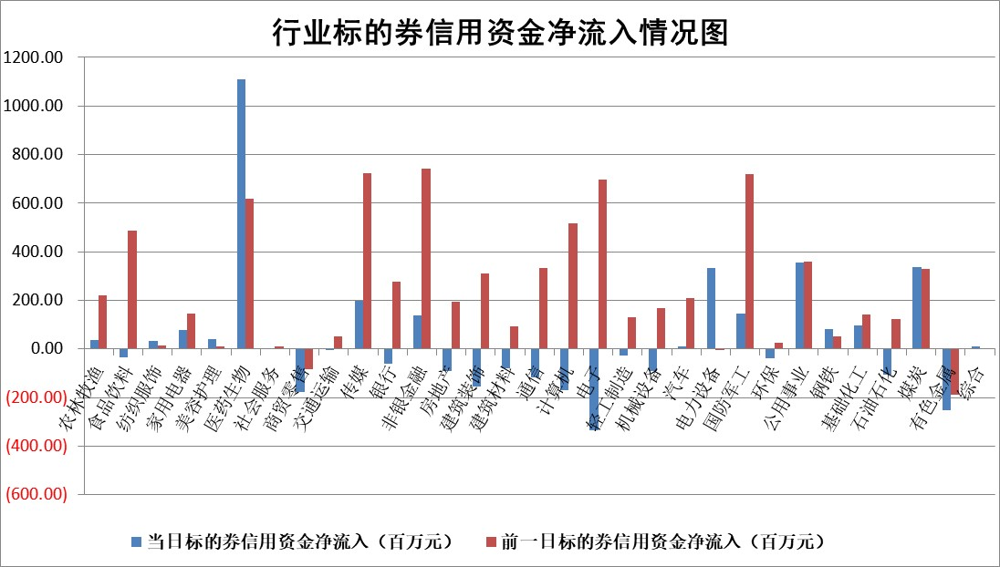 行业标的券信用资金净流入情况图
1200.00
1000.00
800.00
600.00
400.00
200.00
0.00
(200.00)
(400.00)
(600.00)
农林牧渔
食品饮料
纺织服饰
家用电器
美容护理
医药生物
社会服务
商贸零售
交通运输
传媒
银行
非银金融
房地产
建筑装饰
建筑材料
通信
计算机
电子
轻工制造
机械设备
汽车
电力设备
国防军工
环保
公用事业
钢铁
基础化工
石油石化
煤炭
有色金属
综合
当日标的券信用资金净流入（百万元）
前一日标的券信用资金净流入（百万元）